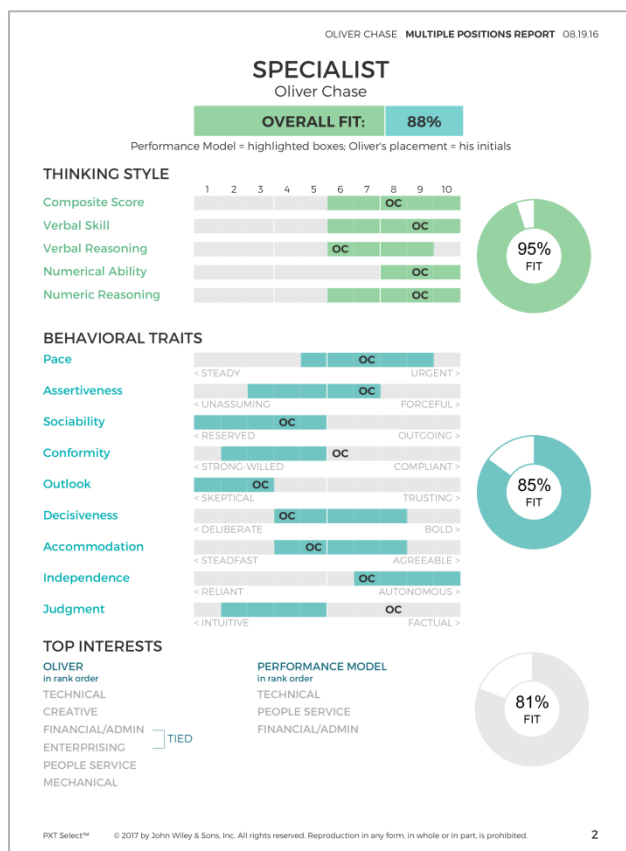 OLIVER CHASE MULTIPLE POSITIONS REPORT 08.19.16
SPECIALIST
Oliver Chase
OVERALL FIT: 88%
Performance Model = highlighted boxes; Oliver's placement = his initials
THINKING STYLE
1 2 3 4 5 6 7 8 9 10
Composite Score OC
Verbal Skill OC
Verbal Reasoning OC
Numerical Ability OC
Numeric Reasoning OC
95%
FIT
BEHAVIORAL TRAITS
Pace OC
< STEADY URGENT >
Assertiveness OC
< UNASSUMING FORCEFUL >
Sociability OC
< RESERVED OUTGOING >
Conformity OC
< STRONG-WILLED COMPLIANT >
Outlook OC
< SKEPTICAL TRUSTING >
Decisiveness OC
< DELIBERATE BOLD >
Accommodation OC
< STEADFAST AGREEABLE >
Independence OC
< RELIANT AUTONOMOUS >
Judgment OC
< INTUITIVE FACTUAL >
85%
FIT
TOP INTERESTS
OLIVER
in rank order
TECHNICAL
CREATIVE
FINANCIAL/ADMIN
ENTERPRISING
TIED
PEOPLE SERVICE
MECHANICAL
PERFORMANCE MODEL
in rank order
TECHNICAL
PEOPLE SERVICE
FINANCIAL/ADMIN
81%
FIT
PXT Select™ © 2017 by John Wiley & Sons, Inc. All rights reserved. Reproduction in any form, in whole or in part, is prohibited. 2